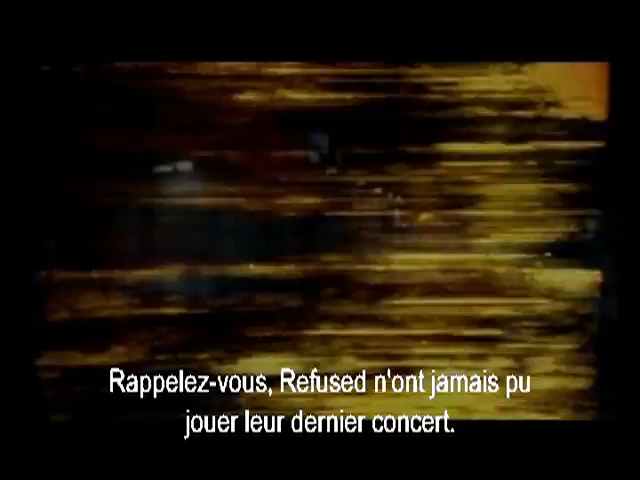 Rappelez-vous, Refused n'ont jamais pu
jouer leur dernier concert.